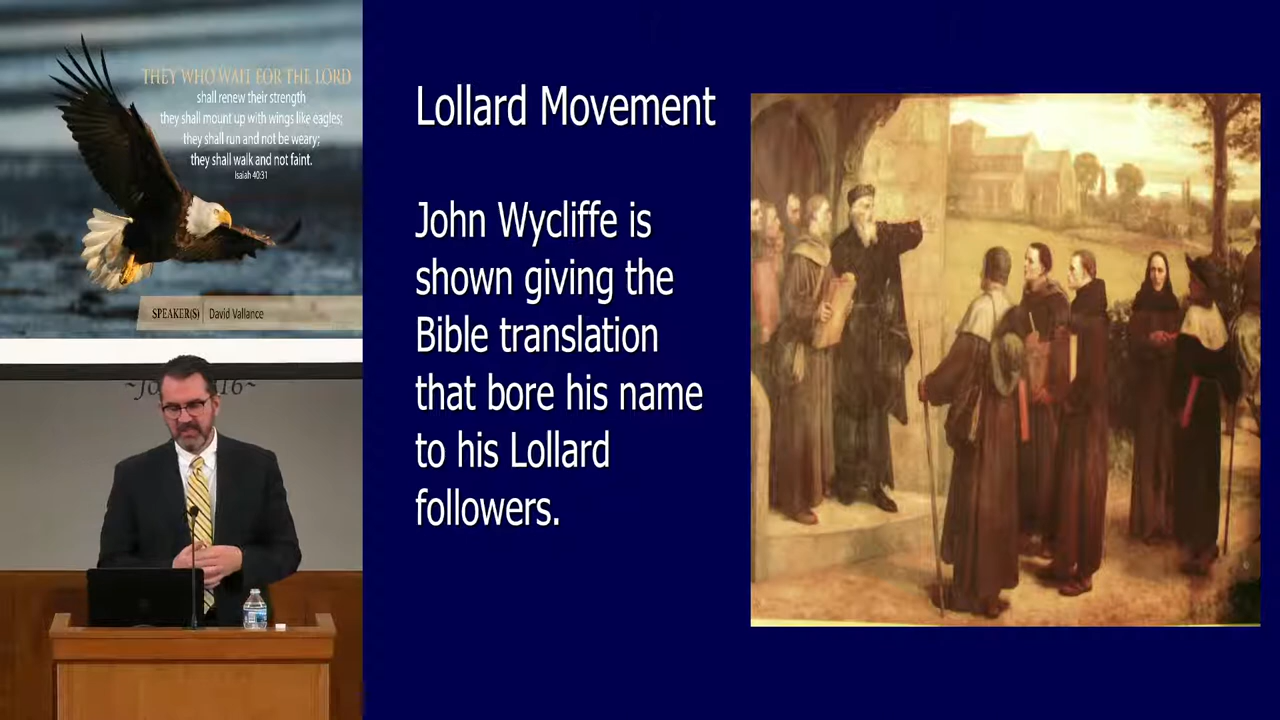 THEY WHO WAIT FOR THE LORD
shall renew their strength
they shall mount up with wings like eagles;
they shall run and not be weary;
they shall walk and not faint.
Isaiah 40:31
SPEAKER(S) David Vallance
Lollard Movement
John Wycliffe is
shown giving the
Bible translation
that bore his name
to his Lollard
followers.